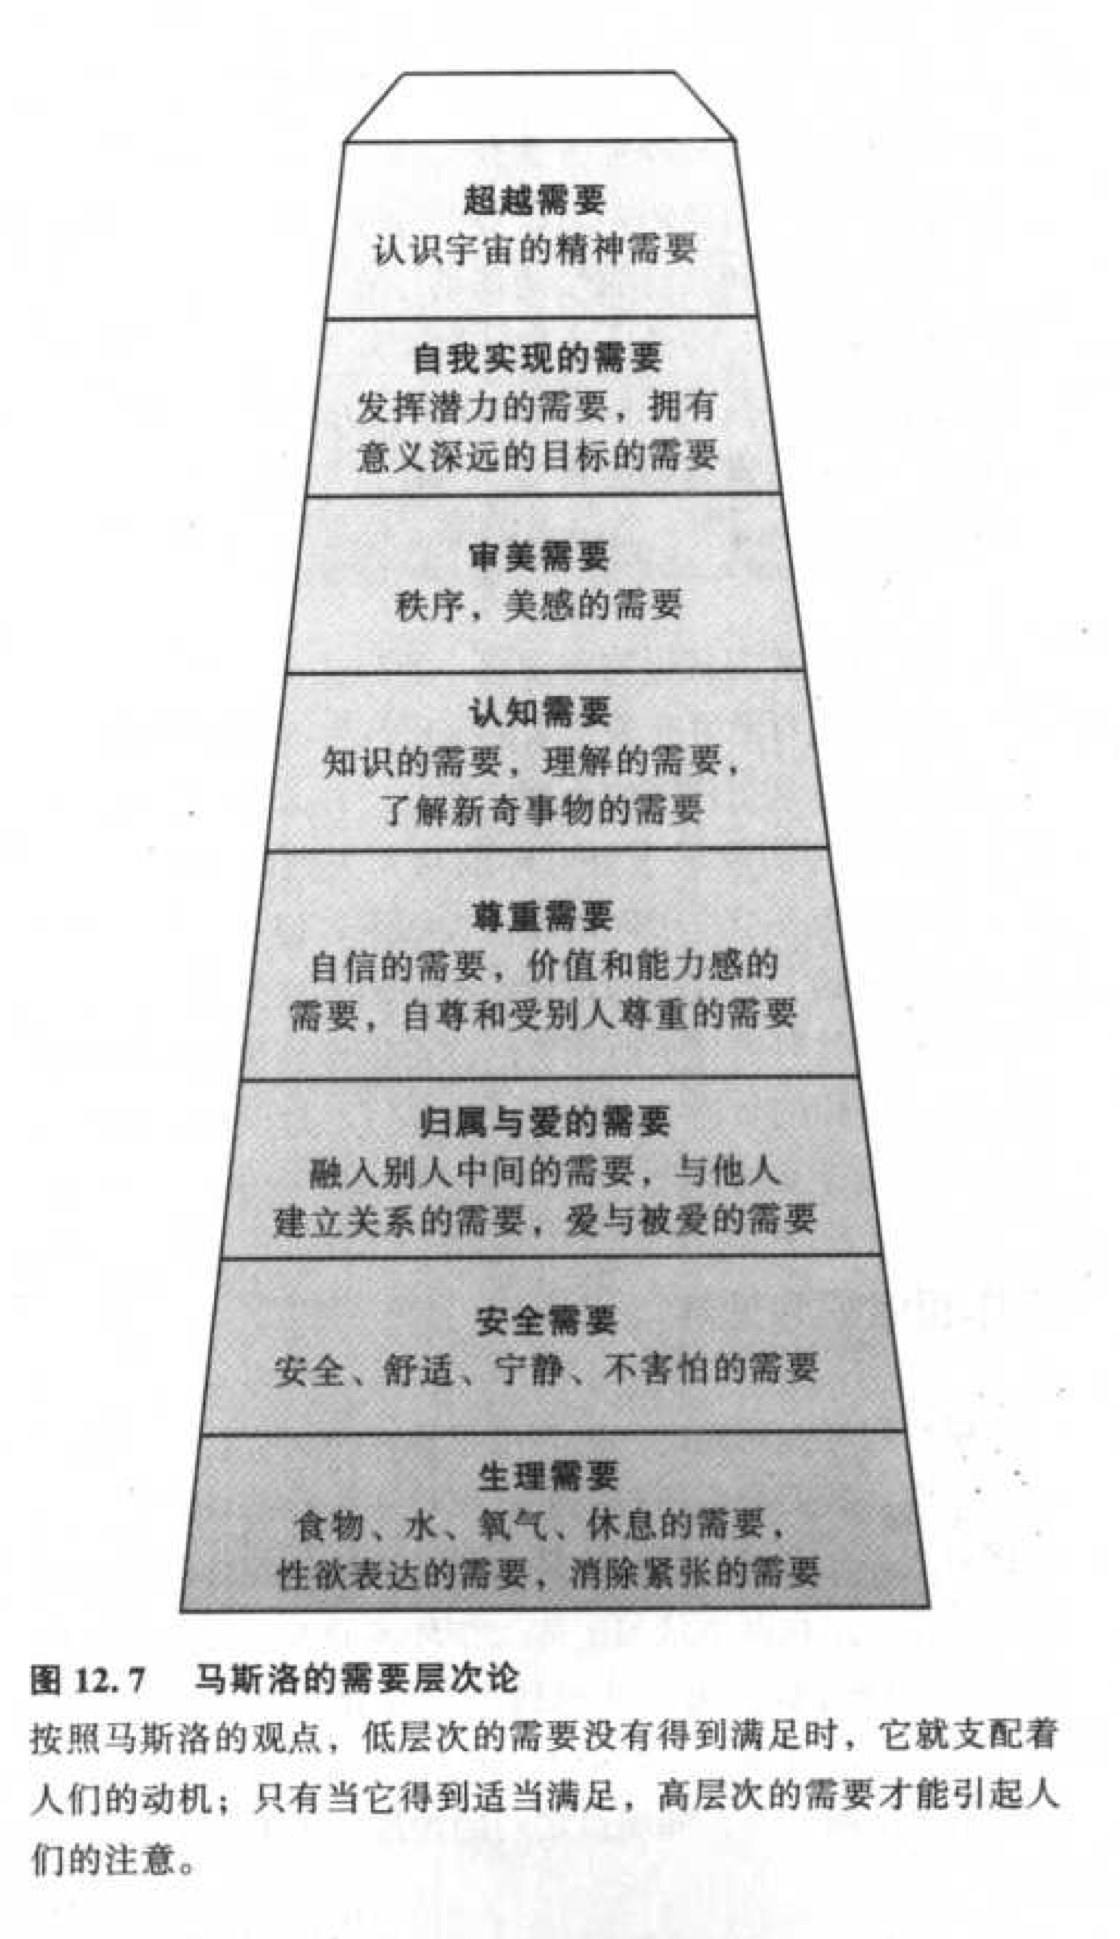 超越需要
认识宇宙的精神需要
自我实现的需要
发挥潜力的需要，拥有
意义深远的目标的需要
审美需要
秩序，美感的需要
认知需要
知识的需要，理解的需要，
了解新奇事物的需要
尊重需要
自信的需要，价值和能力感的
需要，自尊和受别人尊重的需要
归属与爱的需要
融入别人中间的需要，与他人
建立关系的需要，爱与被爱的需要
安全需要
安全、舒适、宁静、不害怕的需要
生理需要
食物、水、氧气、休息的需要，
性欲表达的需要，消除紧张的需要
图 12.7 马斯洛的需要层次论
按照马斯洛的观点，低层次的需要没有得到满足时，它就支配着
人们的动机；只有当它得到适当满足，高层次的需要才能引起人
们的注意。